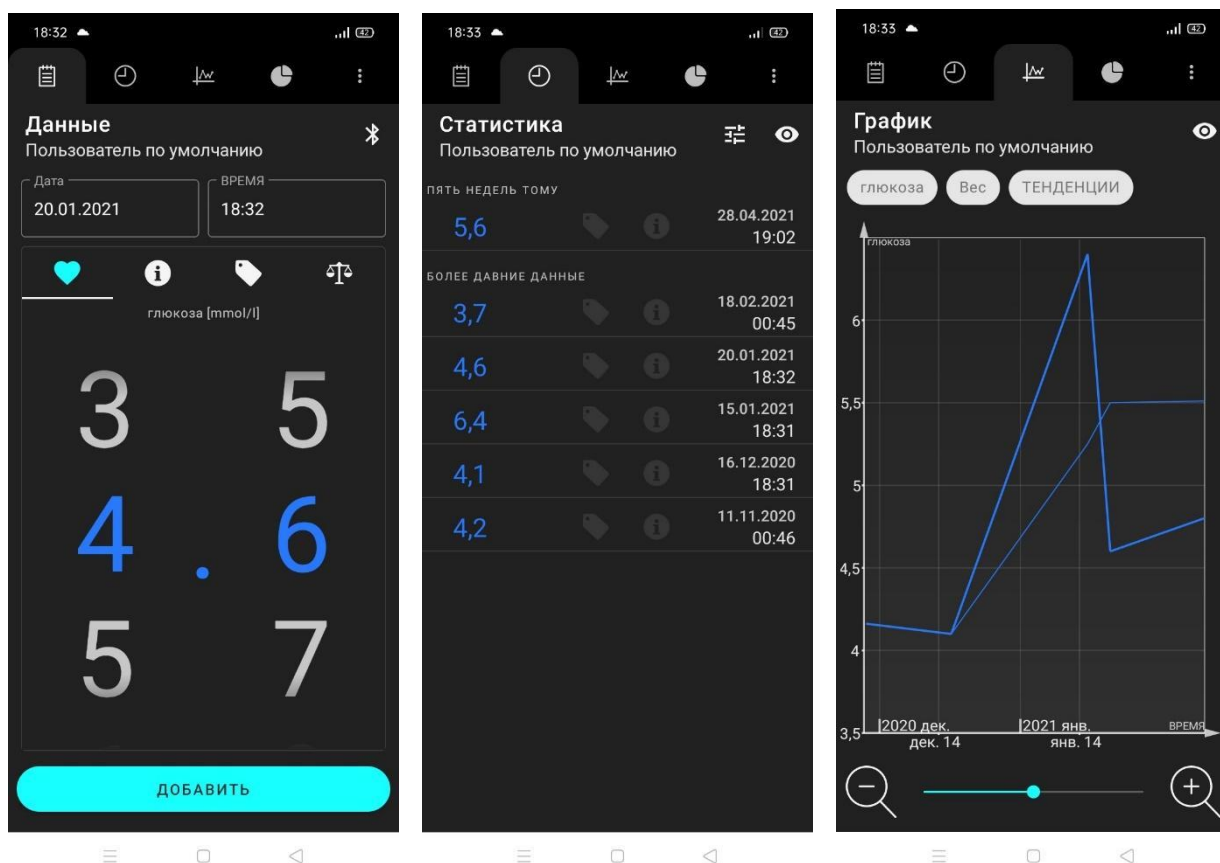 18:32
42
Данные
Пользователь по умолчанию
Дата
20.01.2021
ВРЕМЯ
18:32
глюкоза [mmol/l]
3 5
4 . 6
5 7
ДОБАВИТЬ
18:33
42
Статистика
Пользователь по умолчанию
ПЯТЬ НЕДЕЛЬ ТОМУ
5,6
28.04.2021
19:02
БОЛЕЕ ДАВНИЕ ДАННЫЕ
3,7
18.02.2021
00:45
4,6
20.01.2021
18:32
6,4
15.01.2021
18:31
4,1
16.12.2020
18:31
4,2
11.11.2020
00:46
18:33
42
График
Пользователь по умолчанию
глюкоза Вес ТЕНДЕНЦИИ
глюкоза
6
5,5
5
4,5
4
3,5
2020 дек. 2021 янв. ВРЕМЯ
дек. 14 янв. 14